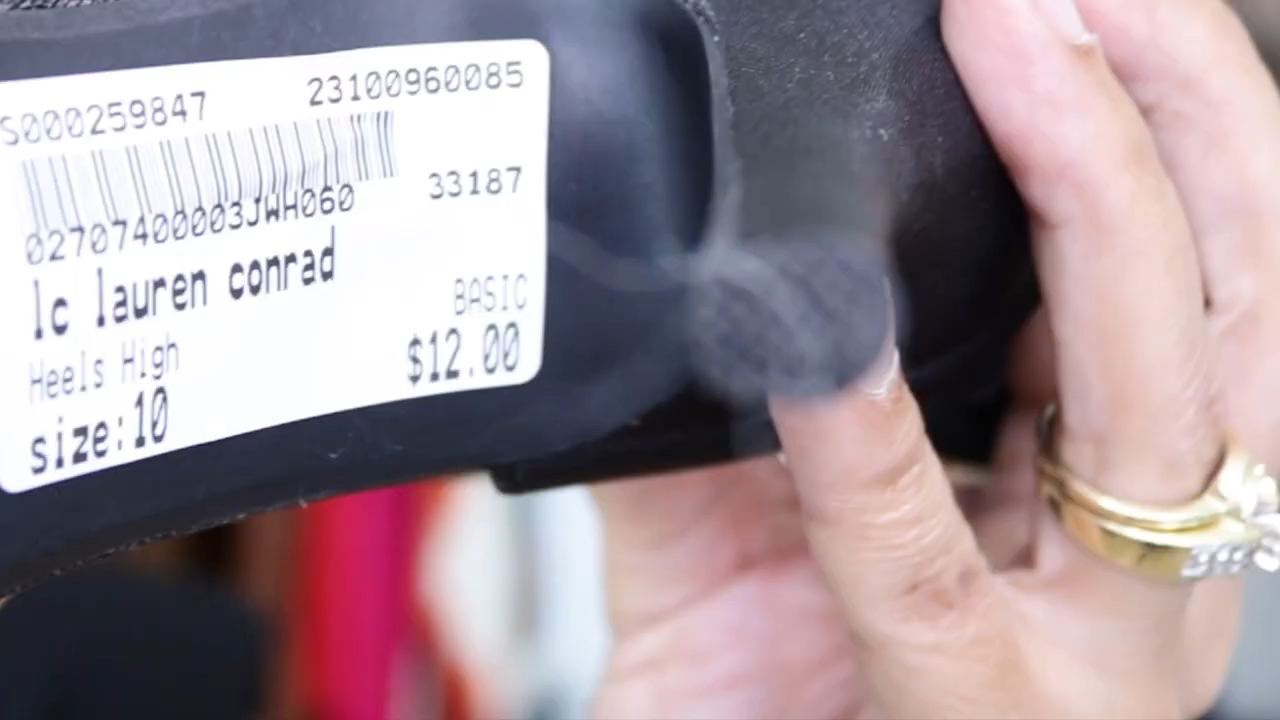 S000259847 23100960085
33187
02707400003JWH060
lc lauren conrad
BASIC
Heels High $12.00
size:10